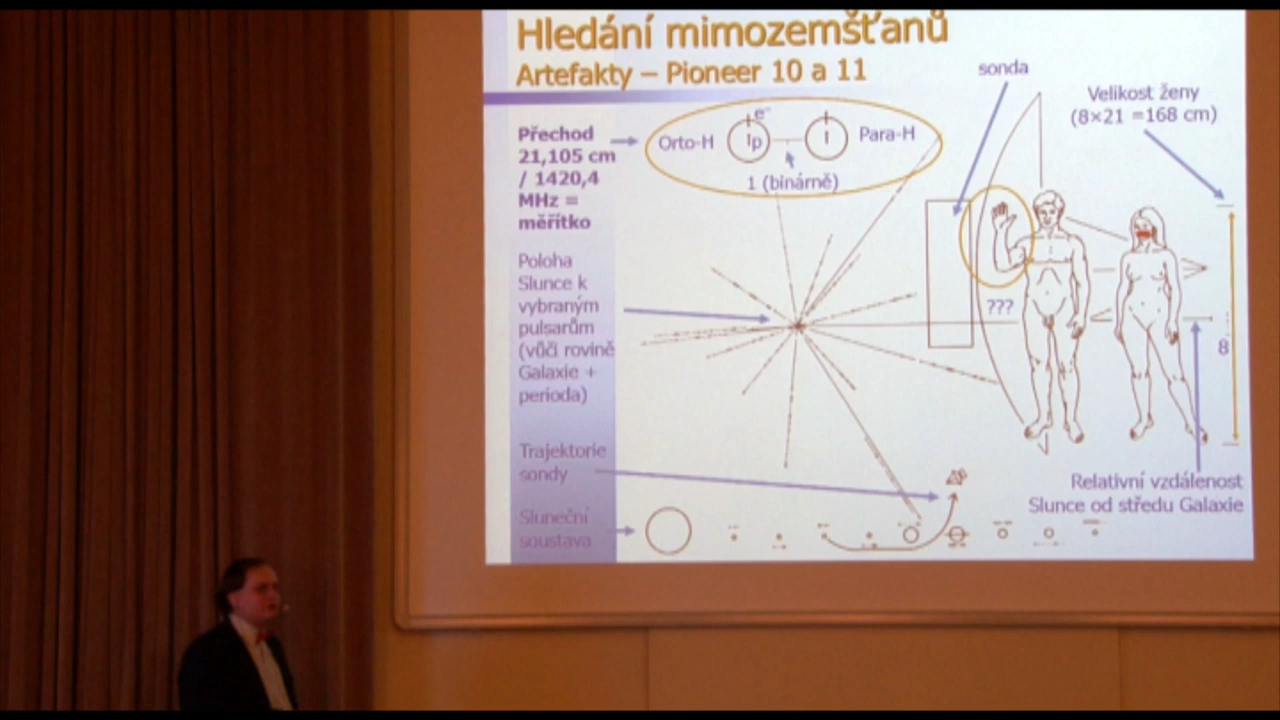 Hledání mimozemšťanů
Artefakty – Pioneer 10 a 11
sonda
Velikost ženy
(8×21 =168 cm)
Přechod
21,105 cm
/ 1420,4
MHz =
měřítko
Orto-H
e⁻
p
Para-H
1 (binárně)
Poloha
Slunce k
vybraným
pulsarům
(vůči rovině
Galaxie +
perioda)
???
8
Trajektorie
sondy
Relativní vzdálenost
Slunce od středu Galaxie
Sluneční
soustava